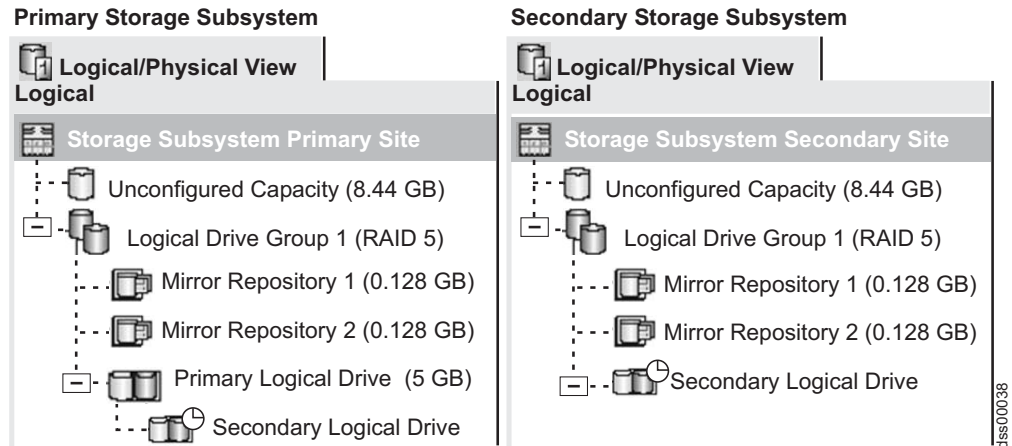 Primary Storage Subsystem
1 Logical/Physical View
Logical
Storage Subsystem Primary Site
Unconfigured Capacity (8.44 GB)
Logical Drive Group 1 (RAID 5)
Mirror Repository 1 (0.128 GB)
Mirror Repository 2 (0.128 GB)
Primary Logical Drive (5 GB)
Secondary Logical Drive
Secondary Storage Subsystem
1 Logical/Physical View
Logical
Storage Subsystem Secondary Site
Unconfigured Capacity (8.44 GB)
Logical Drive Group 1 (RAID 5)
Mirror Repository 1 (0.128 GB)
Mirror Repository 2 (0.128 GB)
Secondary Logical Drive
dss00038